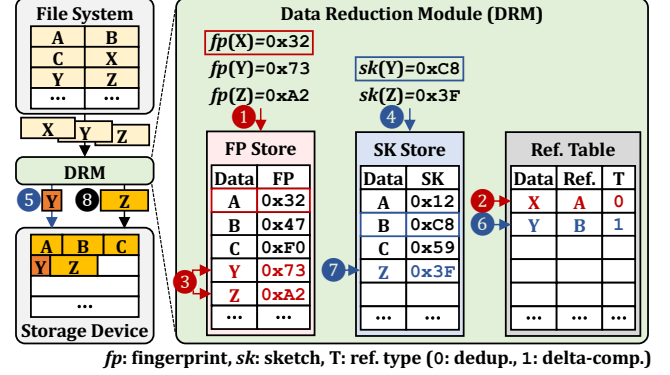 File System
A B
C X
Y Z
... ...
X Y Z
DRM
5 Y 8 Z
A B C
Y Z
...
Storage Device
Data Reduction Module (DRM)
fp(X)=0x32
fp(Y)=0x73
fp(Z)=0xA2
sk(Y)=0xC8
sk(Z)=0x3F
1
FP Store
Data FP
A 0x32
B 0x47
C 0xF0
3
Y 0x73
Z 0xA2
... ...
4
SK Store
Data SK
A 0x12
B 0xC8
C 0x59
7 Z 0x3F
... ...
Ref. Table
Data Ref. T
2 X A 0
6 Y B 1
... ... ...
fp: fingerprint, sk: sketch, T: ref. type (0: dedup., 1: delta-comp.)